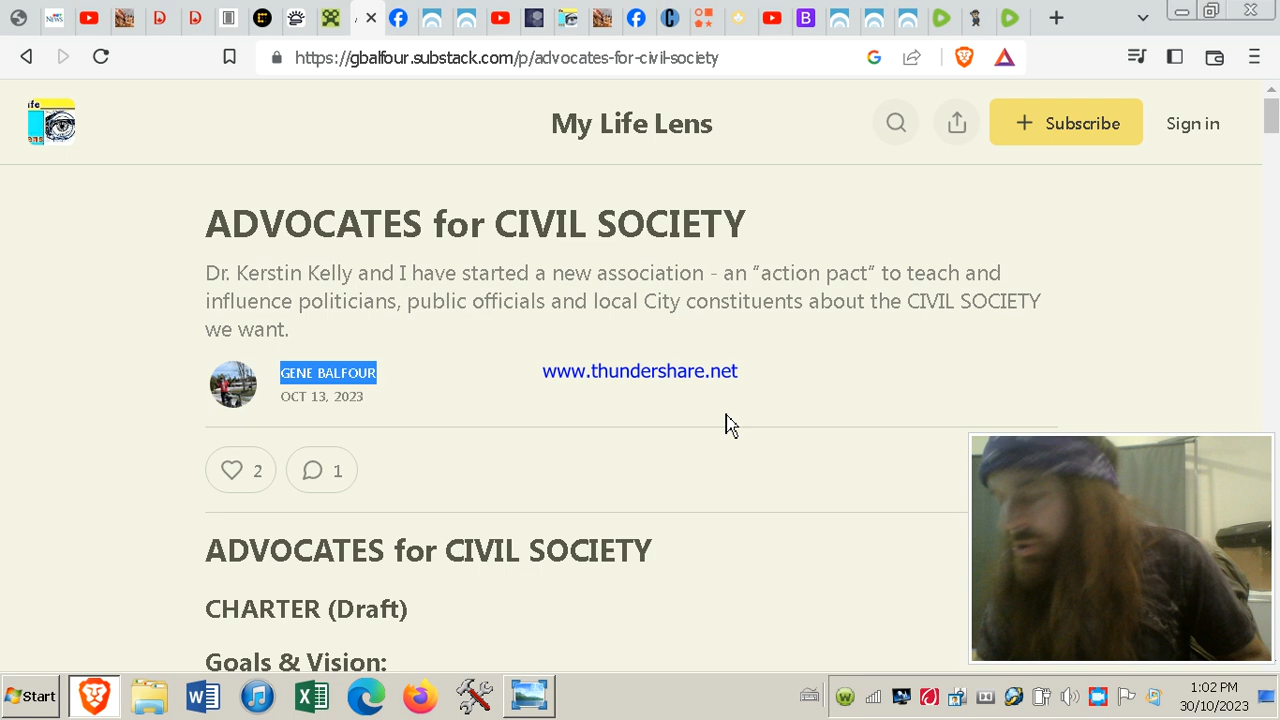 https://gbalfour.substack.com/p/advocates-for-civil-society
My Life Lens
Subscribe
Sign in
ADVOCATES for CIVIL SOCIETY
Dr. Kerstin Kelly and I have started a new association - an "action pact" to teach and
influence politicians, public officials and local City constituents about the CIVIL SOCIETY
we want.
GENE BALFOUR
OCT 13, 2023
www.thundershare.net
2
1
ADVOCATES for CIVIL SOCIETY
CHARTER (Draft)
Goals & Vision:
Start
1:02 PM
30/10/2023